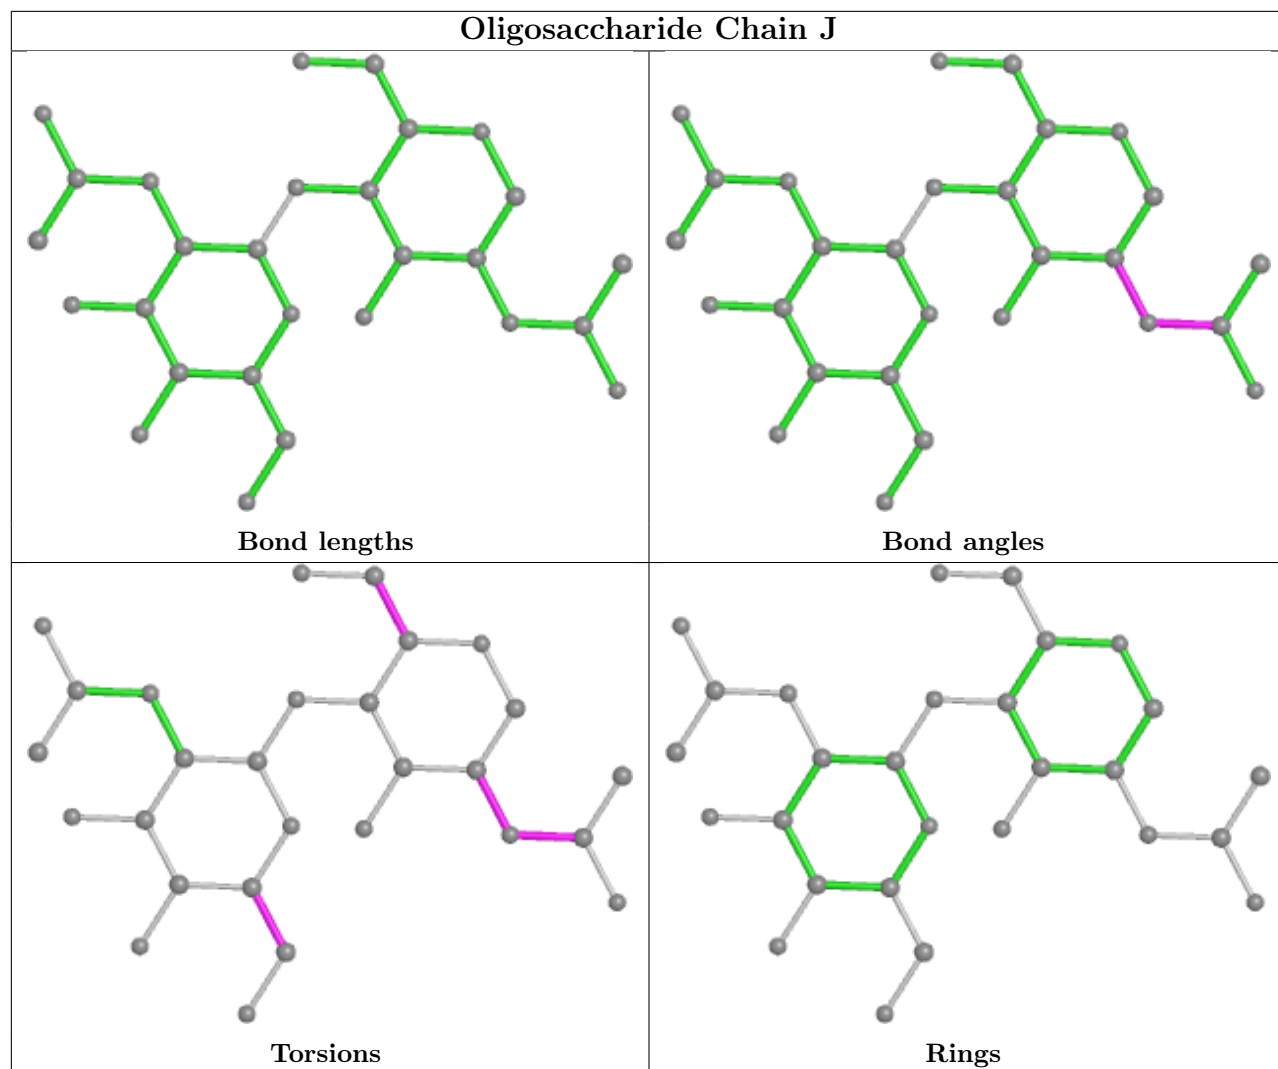 Oligosaccharide Chain J
Bond lengths
Bond angles
Torsions
Rings